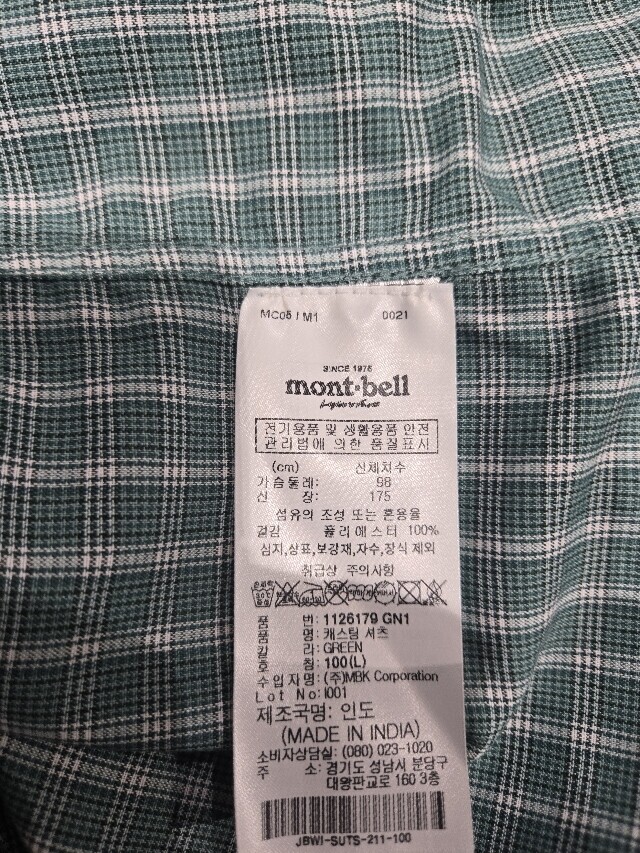 MC05 / M1 0021
SINCE 1975
mont·bell
전기용품 및 생활용품 안전
관리법에 의한 품질표시
(cm) 신체치수
가슴둘레: 98
신 장: 175
섬유의 조성 또는 혼용율
겉감 폴리에스터 100%
심지,상표,보강재,자수,장식 제외
취급상 주의사항
품 번: 1126179 GN1
품 명: 캐스팅 셔츠
칼 라: GREEN
호 칭: 100(L)
수입자명: (주)MBK Corporation
Lot No: I001
제조국명: 인도
(MADE IN INDIA)
소비자상담실: (080) 023-1020
주 소: 경기도 성남시 분당구
대왕판교로 160 3층
JBWI-SUTS-211-100